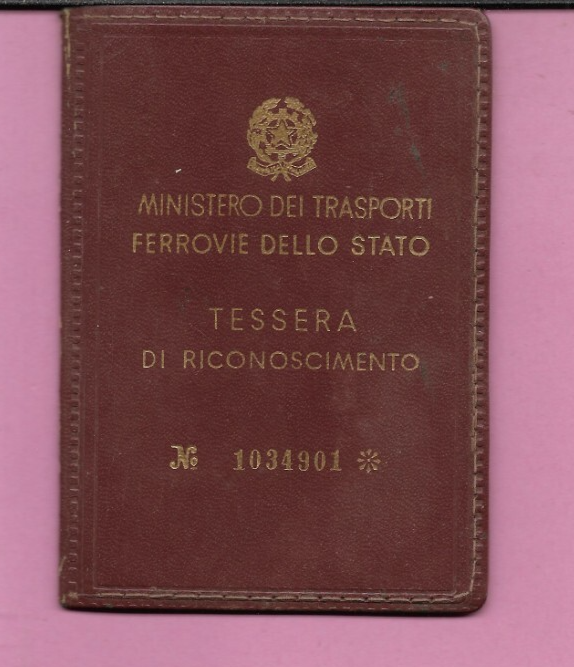 MINISTERO DEI TRASPORTI
FERROVIE DELLO STATO
TESSERA
DI RICONOSCIMENTO
№ 1034901 *